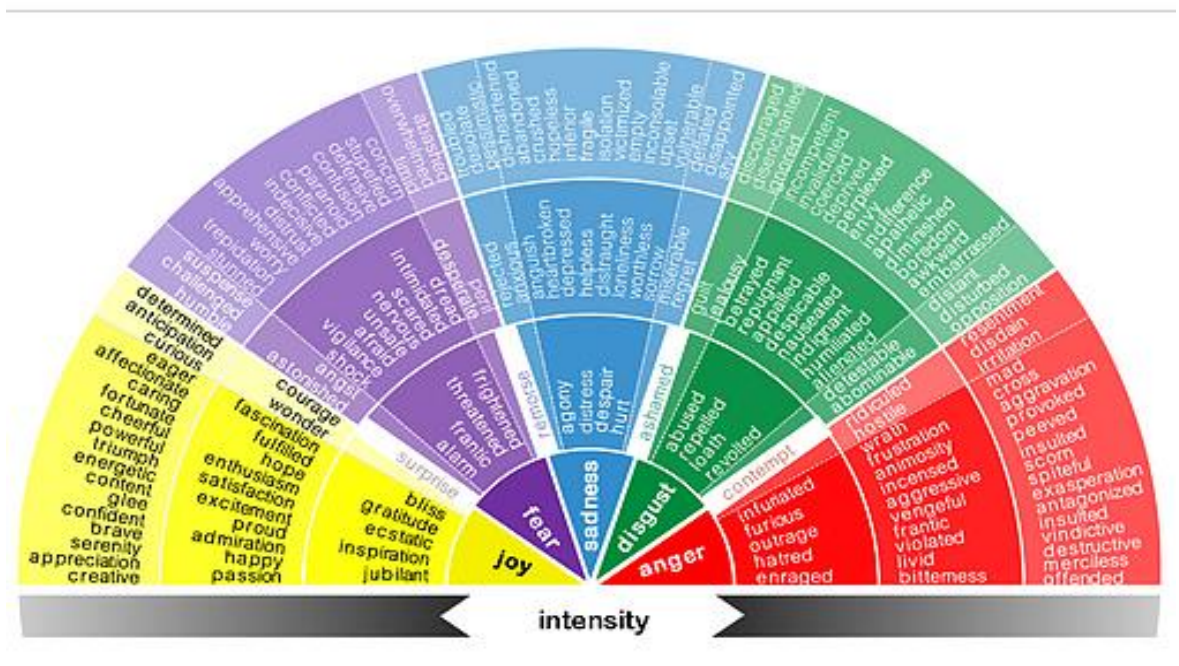 determined
anticipation
curious
eager
affectionate
caring
fortunate
cheerful
powerful
triumph
energetic
content
glee
confident
brave
serenity
appreciation
creative
courage
wonder
fascination
fulfilled
hope
enthusiasm
satisfaction
excitement
proud
admiration
happy
passion
surprise
bliss
gratitude
ecstatic
inspiration
jubilant
joy
abashed
overwhelmed
timid
concern
stupefied
defensive
confusion
paranoid
conflicted
indecisive
distrust
apprehensive
worry
trepidation
stunned
suspense
challenged
humble
peril
desperate
dread
intimidated
scared
nervous
unsafe
afraid
vigilance
shock
angst
astonished
frightened
threatened
frantic
alarm
fear
disheartened
abandoned
crushed
hopeless
inferior
fragile
isolation
victimized
empty
inconsolable
upset
vulnerable
defeated
disappointed
shy
rejected
anxious
anguish
heartbroken
depressed
helpless
distraught
loneliness
worthless
sorrow
miserable
regret
remorse
agony
distress
despair
hurt
ashamed
sadness
discouraged
disenchanted
ignored
incompetent
invalidated
coerced
deprived
perplexed
envy
indifference
apathetic
diminished
boredom
awkward
embarrassed
distant
disturbed
opposition
guilt
jealousy
betrayed
repugnant
appalled
despicable
nauseated
indignant
humiliated
alienated
detestable
abominable
abused
repelled
loath
revolted
contempt
disgust
resentment
disdain
irritation
mad
cross
aggravation
provoked
peeved
insulted
scorn
spiteful
exasperation
antagonized
insulted
vindictive
destructive
merciless
offended
ridiculed
hostile
wrath
frustration
animosity
incensed
aggressive
vengeful
frantic
violated
livid
bitterness
infuriated
furious
outrage
hatred
enraged
anger
intensity